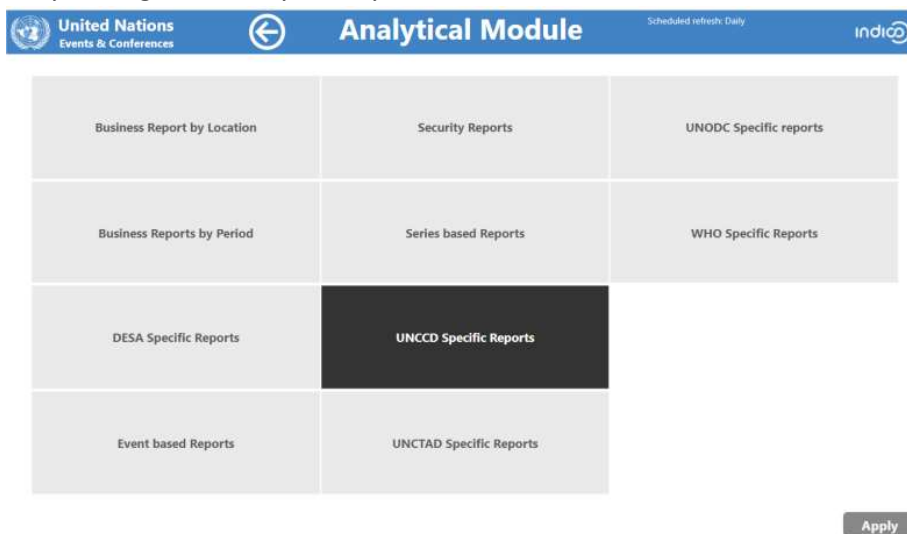 United Nations
Events & Conferences
Analytical Module
Scheduled refresh: Daily
indico
Business Report by Location
Security Reports
UNODC Specific reports
Business Reports by Period
Series based Reports
WHO Specific Reports
DESA Specific Reports
UNCCD Specific Reports
Event based Reports
UNCTAD Specific Reports
Apply